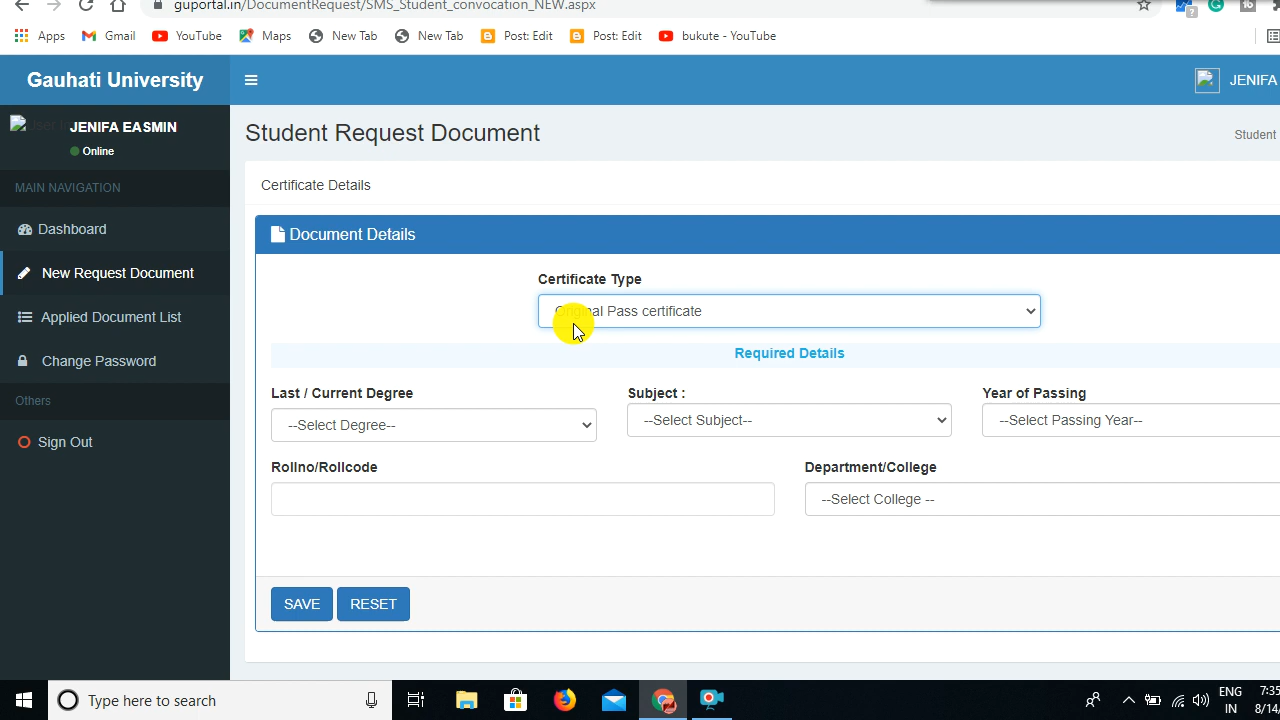 guportal.in/DocumentRequest/SMS_Student_convocation_NEW.aspx
Apps Gmail YouTube Maps New Tab New Tab Post: Edit Post: Edit bukute - YouTube
Gauhati University
JENIFA
JENIFA EASMIN
Online
Student Request Document
Student
MAIN NAVIGATION
Certificate Details
Dashboard
Document Details
New Request Document
Certificate Type
Applied Document List
Original Pass certificate
Change Password
Required Details
Others
Last / Current Degree Subject : Year of Passing
--Select Degree-- --Select Subject-- --Select Passing Year--
Sign Out
Rollno/Rollcode Department/College
--Select College --
SAVE RESET
Type here to search
ENG 7:35
IN 8/14/